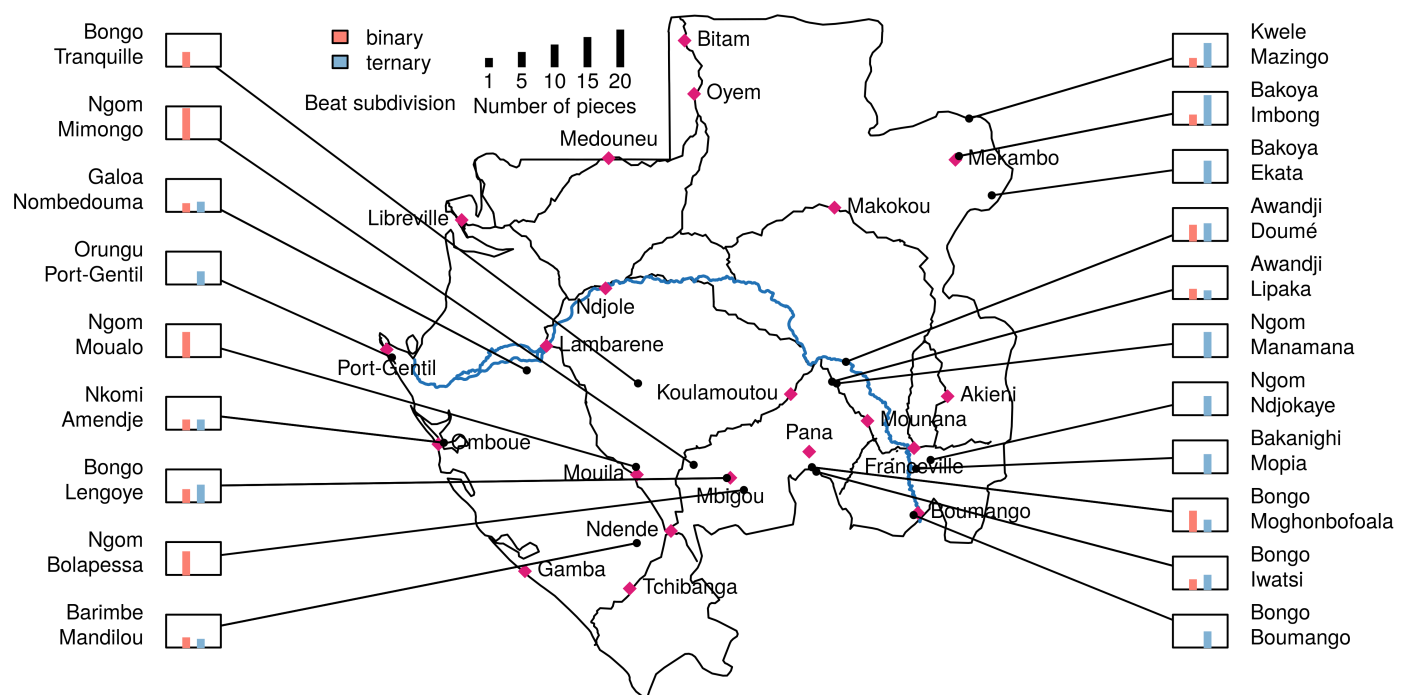 Bongo
Tranquille
Ngom
Mimongo
Galoa
Nombedouma
Orungu
Port-Gentil
Ngom
Moualo
Nkomi
Amendje
Bongo
Lengoye
Ngom
Bolapessa
Barimbe
Mandilou
binary
ternary
Beat subdivision
1 5 10 15 20
Number of pieces
Bitam
Oyem
Medouneu
Mekambo
Makokou
Libreville
Ndjole
Lambarene
Port-Gentil
Koulamoutou
Akieni
Mounana
Pana
Omboue
Franceville
Mouila
Mbigou
Boumango
Ndende
Gamba
Tchibanga
Kwele
Mazingo
Bakoya
Imbong
Bakoya
Ekata
Awandji
Doumé
Awandji
Lipaka
Ngom
Manamana
Ngom
Ndjokaye
Bakanighi
Mopia
Bongo
Moghonbofoala
Bongo
Iwatsi
Bongo
Boumango